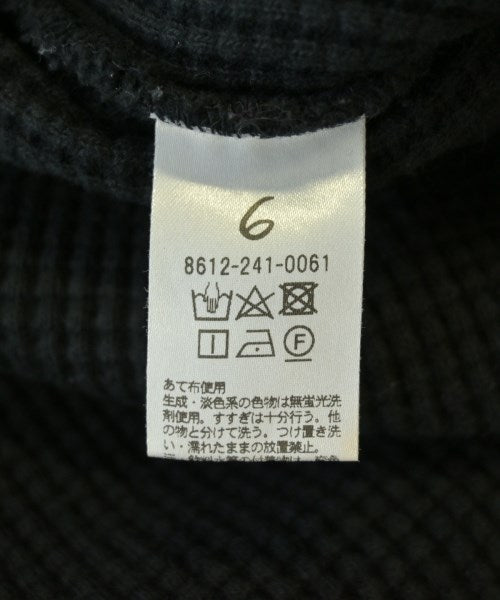 6
8612-241-0061
F
あて布使用
生成・淡色系の色物は無蛍光洗
剤使用。すすぎは十分行う。他
の物と分けて洗う。つけ置き洗
い・濡れたままの放置禁止。